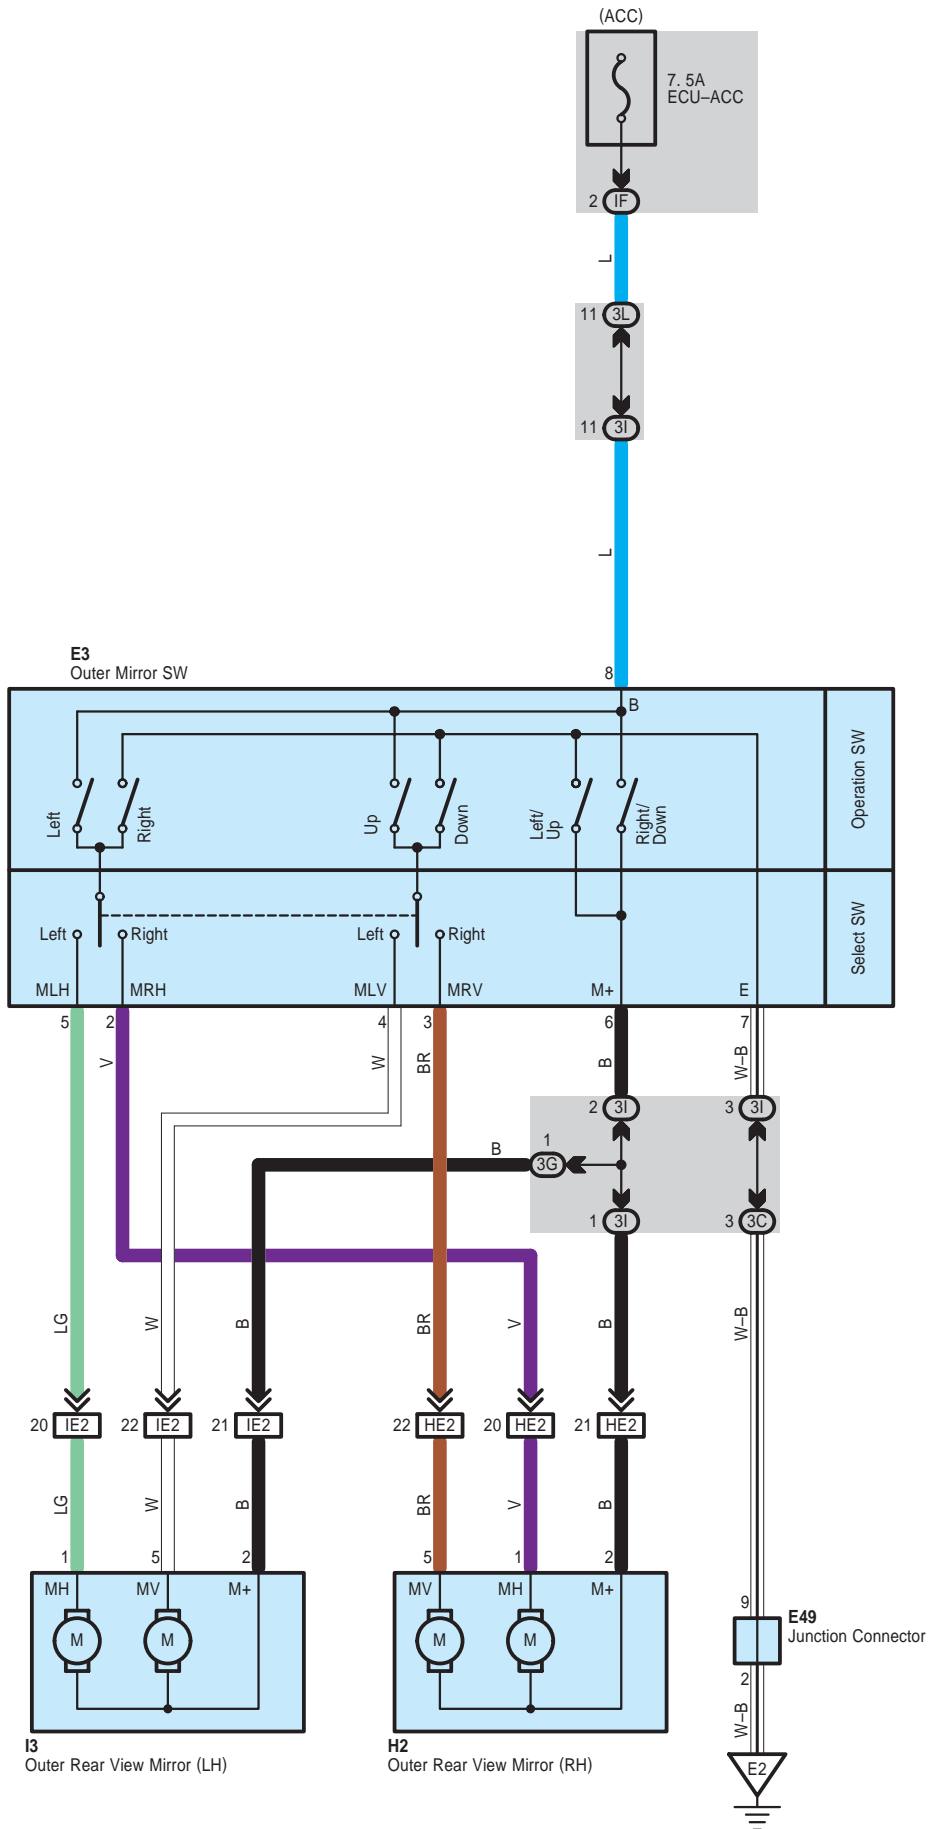 (ACC)
7. 5A
ECU–ACC
2 IF
L
11 3L
11 3I
L
E3
Outer Mirror SW
8
B
Operation SW
Left
Right
Up
Down
Left/
Up
Right/
Down
Select SW
Left
Right
Left
Right
MLH
MRH
MLV
MRV
M+
E
5
2
4
3
6
7
V
W
BR
B
W–B
2 3I
3 3I
B
1
3G
1 3I
3 3C
LG
W
B
BR
V
B
W–B
20 IE2
22 IE2
21 IE2
22 HE2
20 HE2
21 HE2
LG
W
B
BR
V
B
1
5
2
5
1
2
MH
MV
M+
MV
MH
M+
M
M
M
M
9
E49
Junction Connector
2
W–B
I3
Outer Rear View Mirror (LH)
H2
Outer Rear View Mirror (RH)
E2